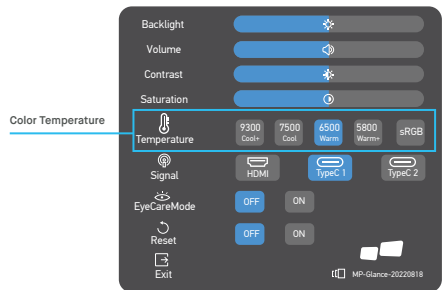 Backlight
Volume
Contrast
Saturation
Color Temperature
Temperature
9300 Cool+
7500 Cool
6500 Warm
5800 Warm+
sRGB
Signal
HDMI
TypeC 1
TypeC 2
EyeCareMode
OFF
ON
Reset
OFF
ON
Exit
MP-Glance-20220818